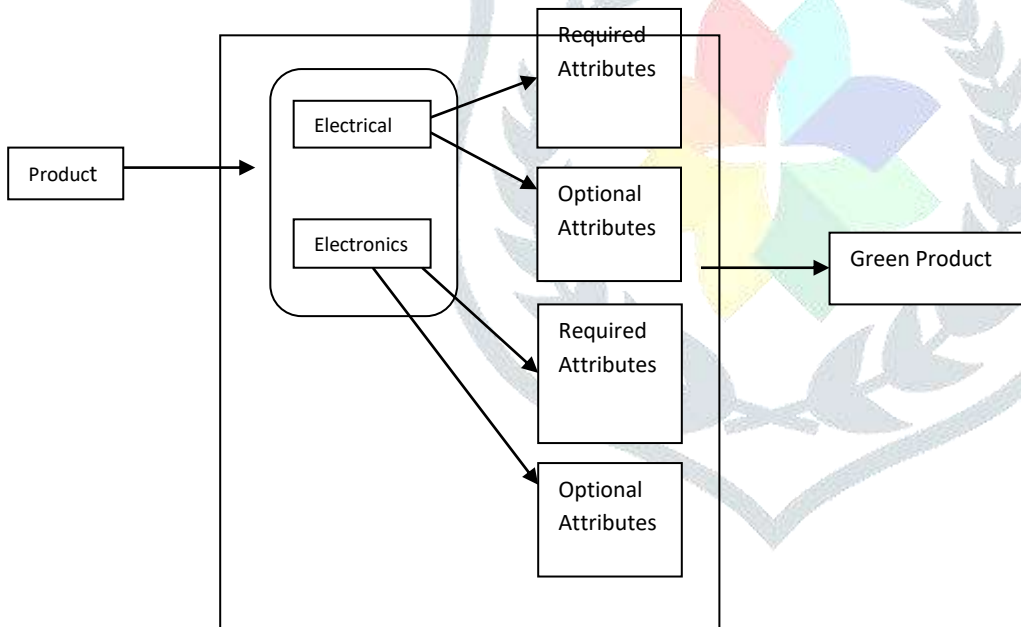 Product
Electrical
Electronics
Required
Attributes
Optional
Attributes
Required
Attributes
Optional
Attributes
Green Product